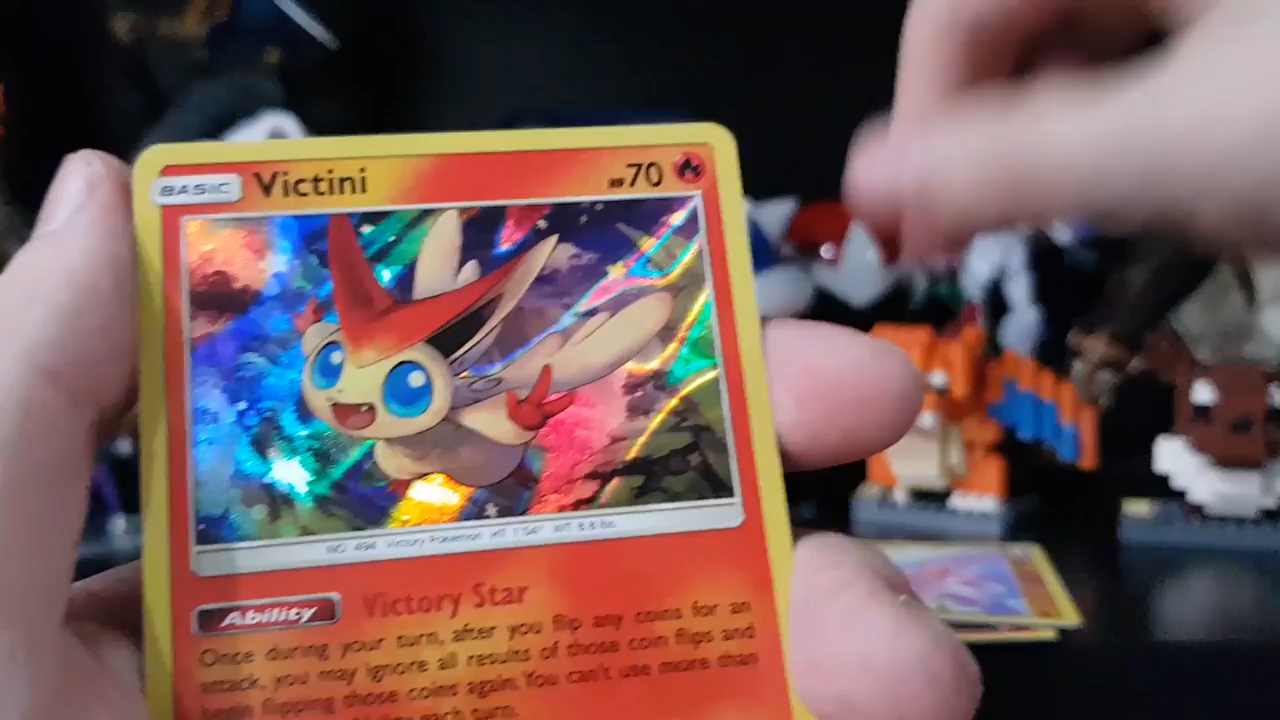 BASIC Victini HP70
NO. 494 Victory Pokémon HT 1'04" WT 8.8 lbs.
Ability Victory Star
Once during your turn, after you flip any coins for an
attack, you may ignore all results of those coin flips and
begin flipping those coins again. You can't use more than
each turn.